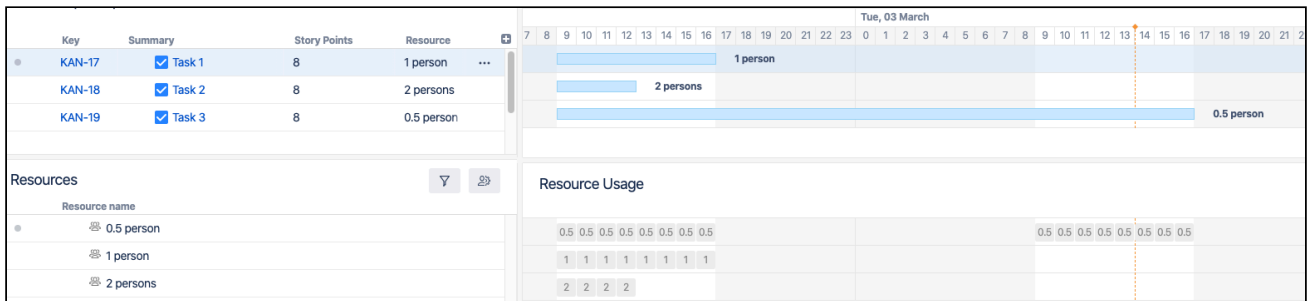 Tue, 03 March
Key Summary Story Points Resource
7 8 9 10 11 12 13 14 15 16 17 18 19 20 21 22 23 0 1 2 3 4 5 6 7 8 9 10 11 12 13 14 15 16 17 18 19 20 21 2
KAN-17 Task 1 8 1 person ... 1 person
KAN-18 Task 2 8 2 persons 2 persons
KAN-19 Task 3 8 0.5 person 0.5 person
Resources Resource Usage
Resource name
0.5 person 0.5 0.5 0.5 0.5 0.5 0.5 0.5 0.5 0.5 0.5 0.5 0.5 0.5 0.5 0.5 0.5
1 person 1 1 1 1 1 1 1 1
2 persons 2 2 2 2